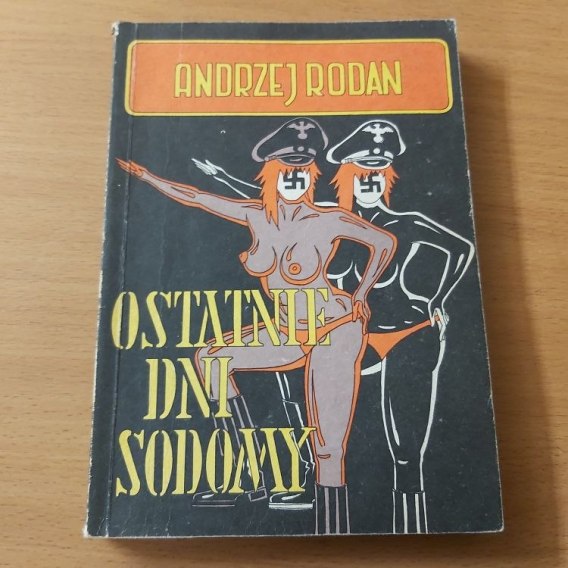 ANDRZEJ RODAN
OSTATNIE
DNI
SODOMY